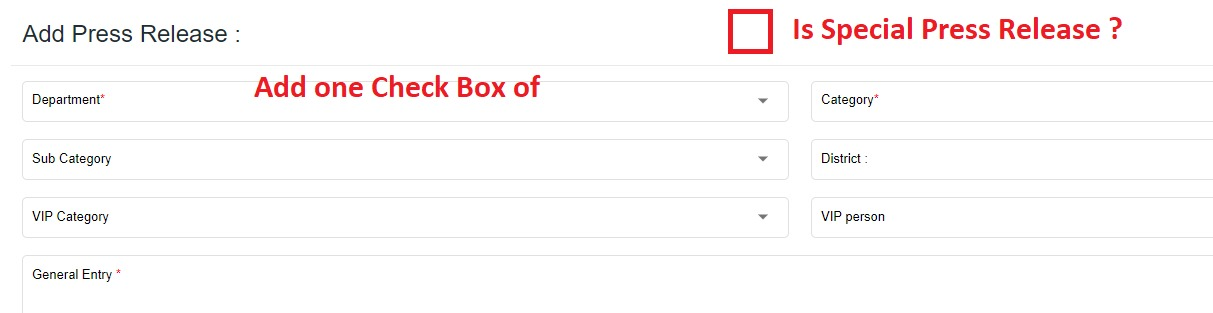 Add Press Release :
Is Special Press Release ?
Add one Check Box of
Department*
Category*
Sub Category
District :
VIP Category
VIP person
General Entry *